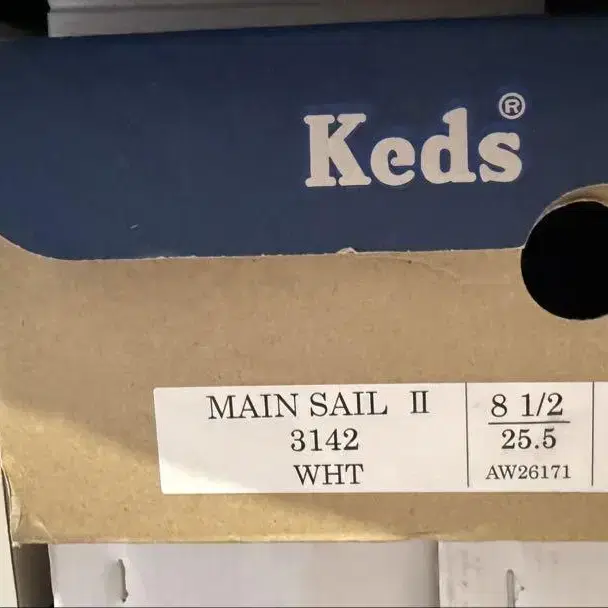 Keds®
MAIN SAIL II
3142
WHT
8 1/2
25.5
AW26171